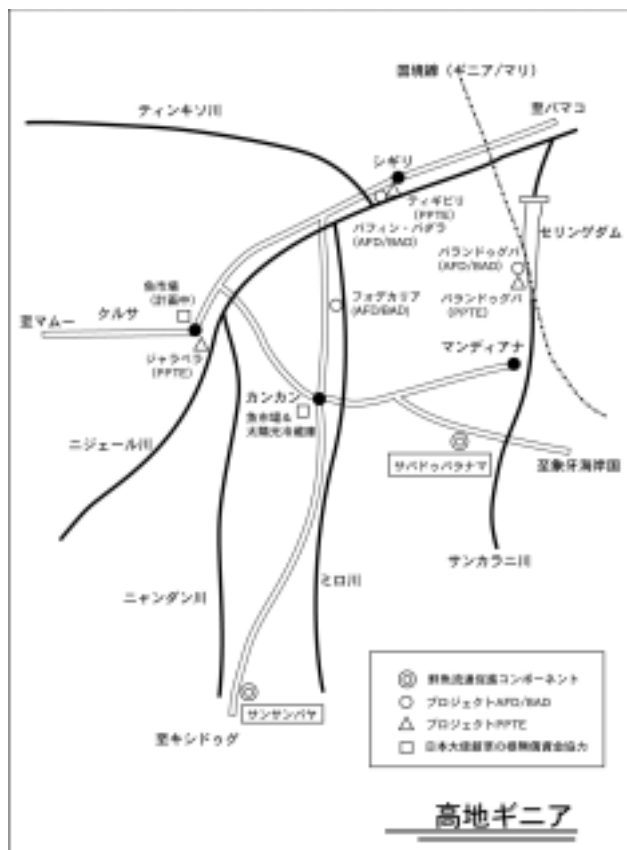 国境線（ギニア/マリ）
至バマコ
ティンキソ川
シギリ
ティギビリ
(PPTE)
バフィン・バダラ
(AFD/BAD)
セリンゲダム
バランドゥグバ
(AFD/BAD)
バランドゥグバ
(PPTE)
フォデカリア
(AFD/BAD)
魚市場
（計画中）
クルサ
至マムー
ジャラベラ
(PPTE)
マンディアナ
カンカン
魚市場&
太陽光冷蔵庫
ニジェール川
サバドゥバラナマ
至象牙海岸国
サンカラニ川
ミロ川
ニャンダン川
サンサンバヤ
至キシドゥグ
鮮魚流通促進コンポーネント
プロジェクトAFD/BAD
プロジェクトPPTE
日本大使館草の根無償資金協力
高地ギニア